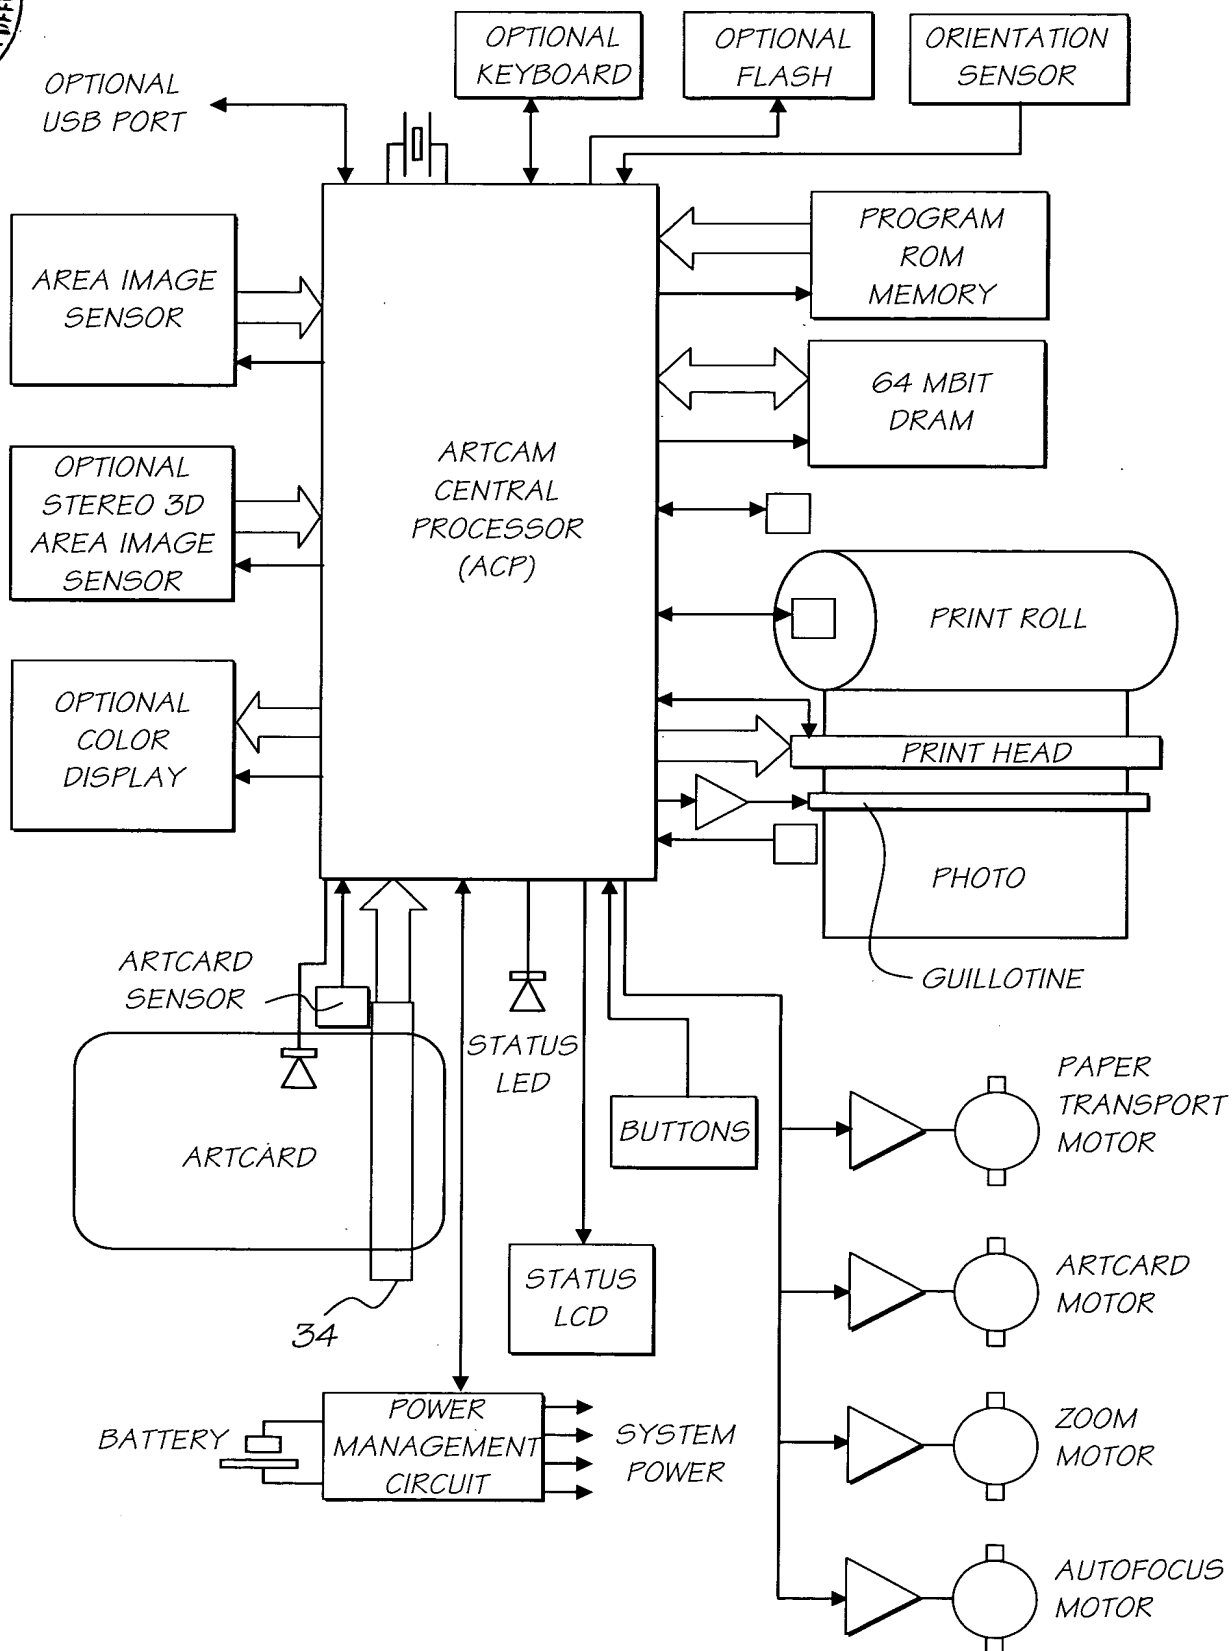 OPTIONAL
KEYBOARD
OPTIONAL
FLASH
ORIENTATION
SENSOR
OPTIONAL
USB PORT
AREA IMAGE
SENSOR
PROGRAM
ROM
MEMORY
64 MBIT
DRAM
OPTIONAL
STEREO 3D
AREA IMAGE
SENSOR
ARTCAM
CENTRAL
PROCESSOR
(ACP)
PRINT ROLL
OPTIONAL
COLOR
DISPLAY
PRINT HEAD
PHOTO
GUILLOTINE
ARTCARD
SENSOR
STATUS
LED
BUTTONS
ARTCARD
34
STATUS
LCD
PAPER
TRANSPORT
MOTOR
ARTCARD
MOTOR
BATTERY
POWER
MANAGEMENT
CIRCUIT
SYSTEM
POWER
ZOOM
MOTOR
AUTOFOCUS
MOTOR